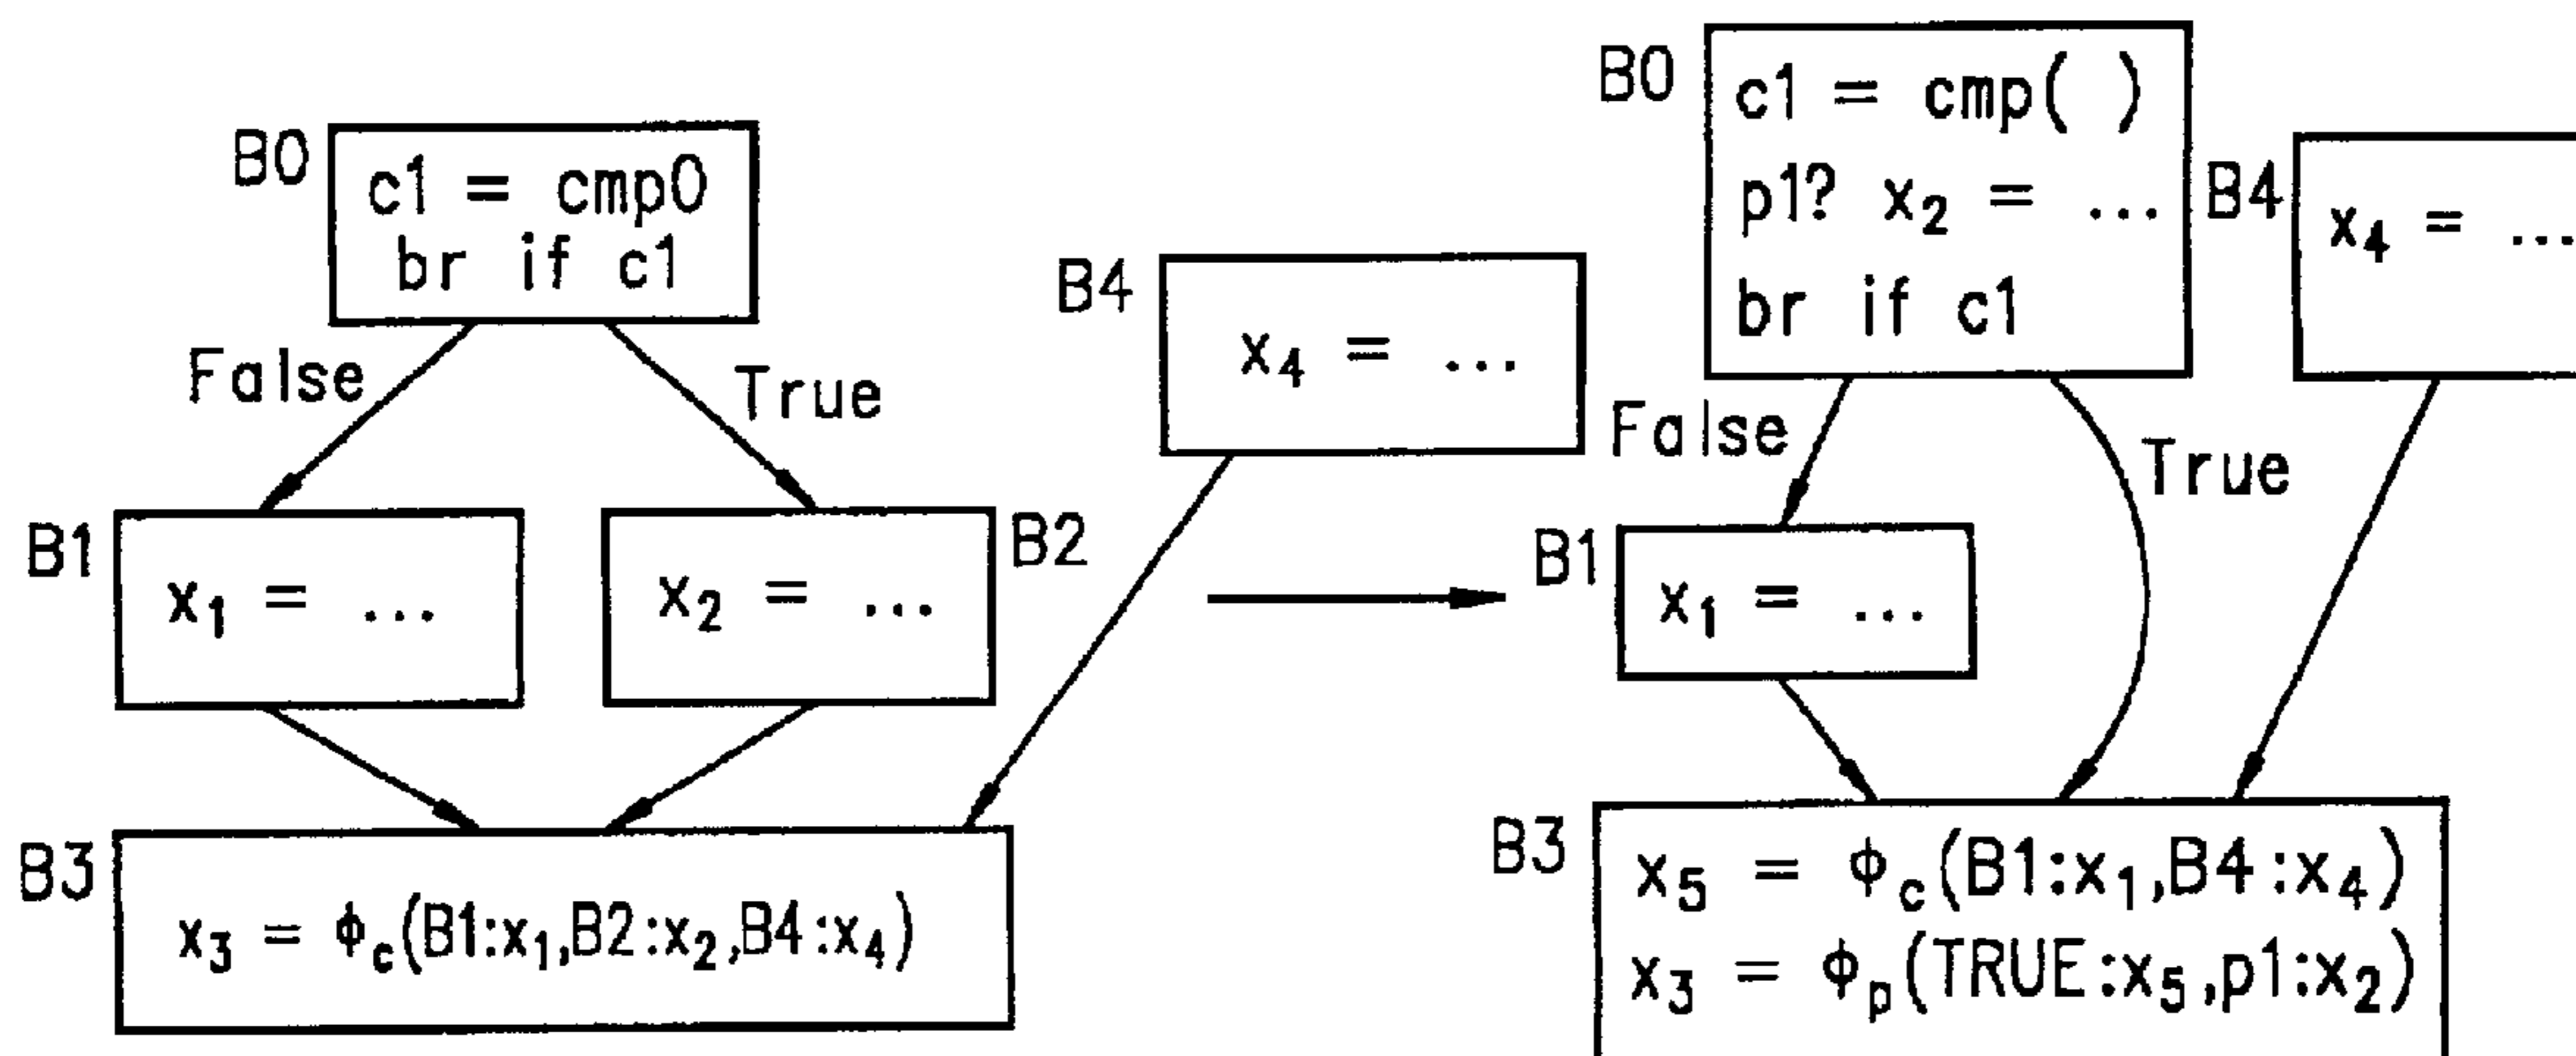 B0
c1 = cmp0
br if c1
False
True
B4
x₄ = ...
B1
x₁ = ...
x₂ = ...
B2
B3
x₃ = ϕc(B1:x₁,B2:x₂,B4:x₄)
B0
c1 = cmp( )
p1? x₂ = ...
br if c1
B4
x₄ = ...
False
True
B1
x₁ = ...
B3
x₅ = ϕc(B1:x₁,B4:x₄)
x₃ = ϕp(TRUE:x₅,p1:x₂)